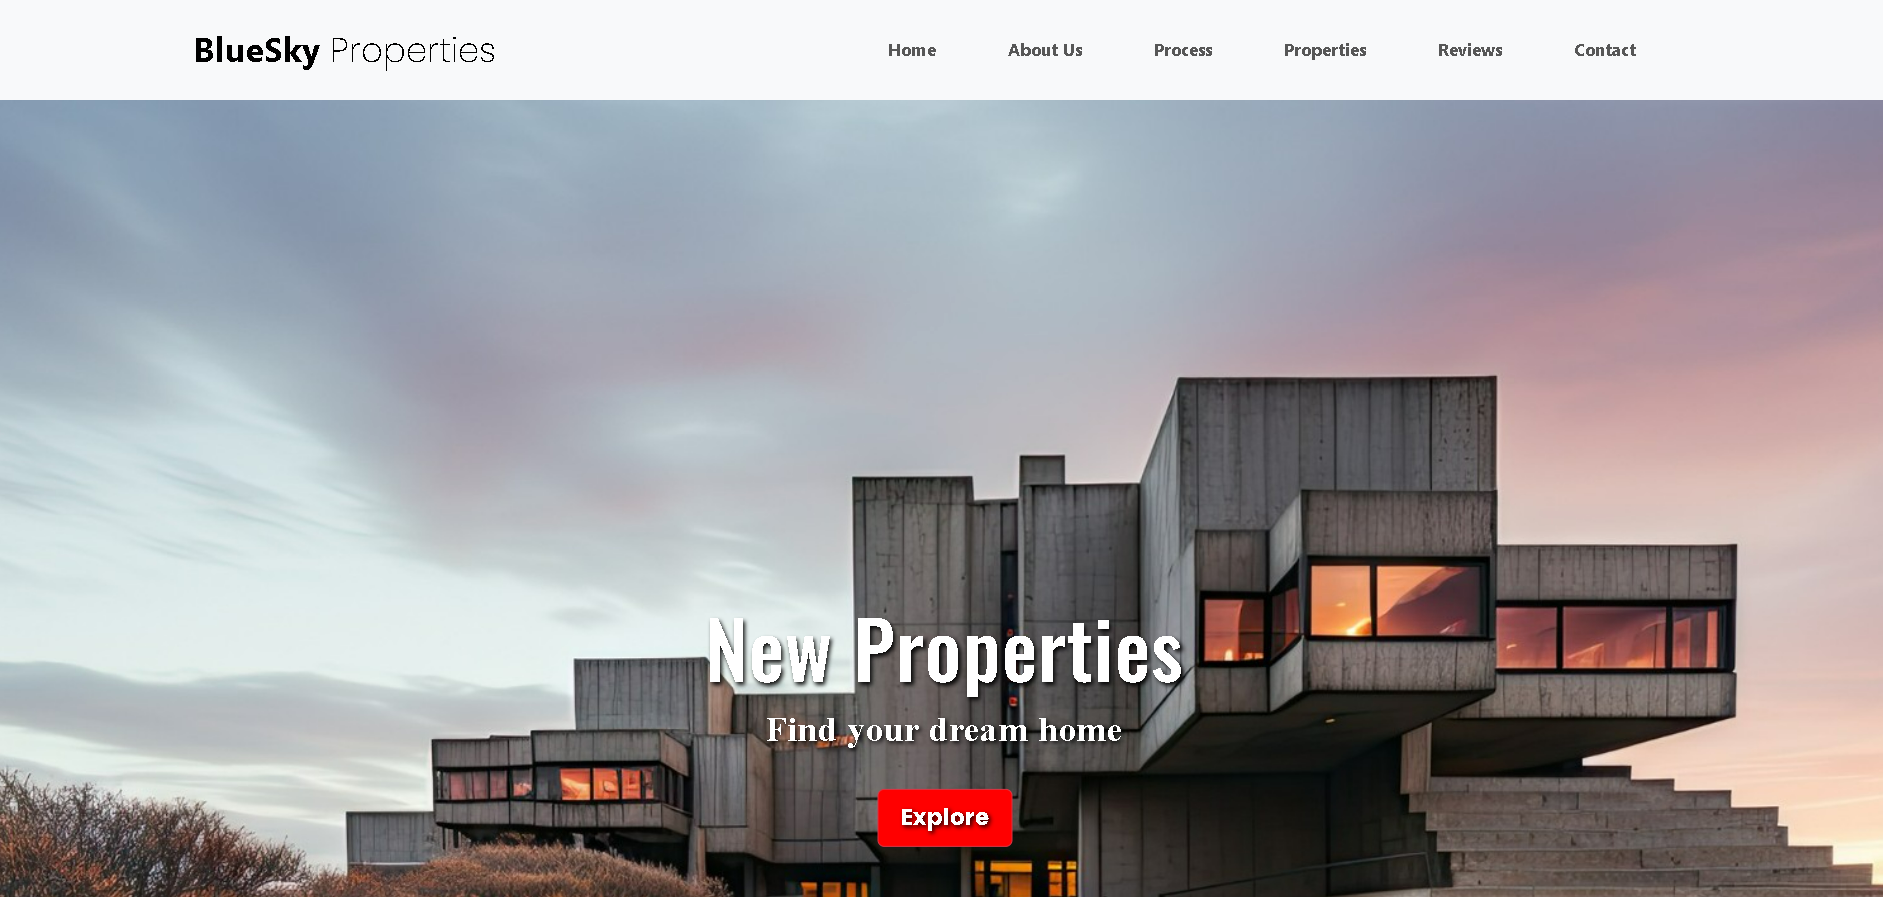 BlueSky Properties
Home About Us Process Properties Reviews Contact
New Properties
Find your dream home
Explore